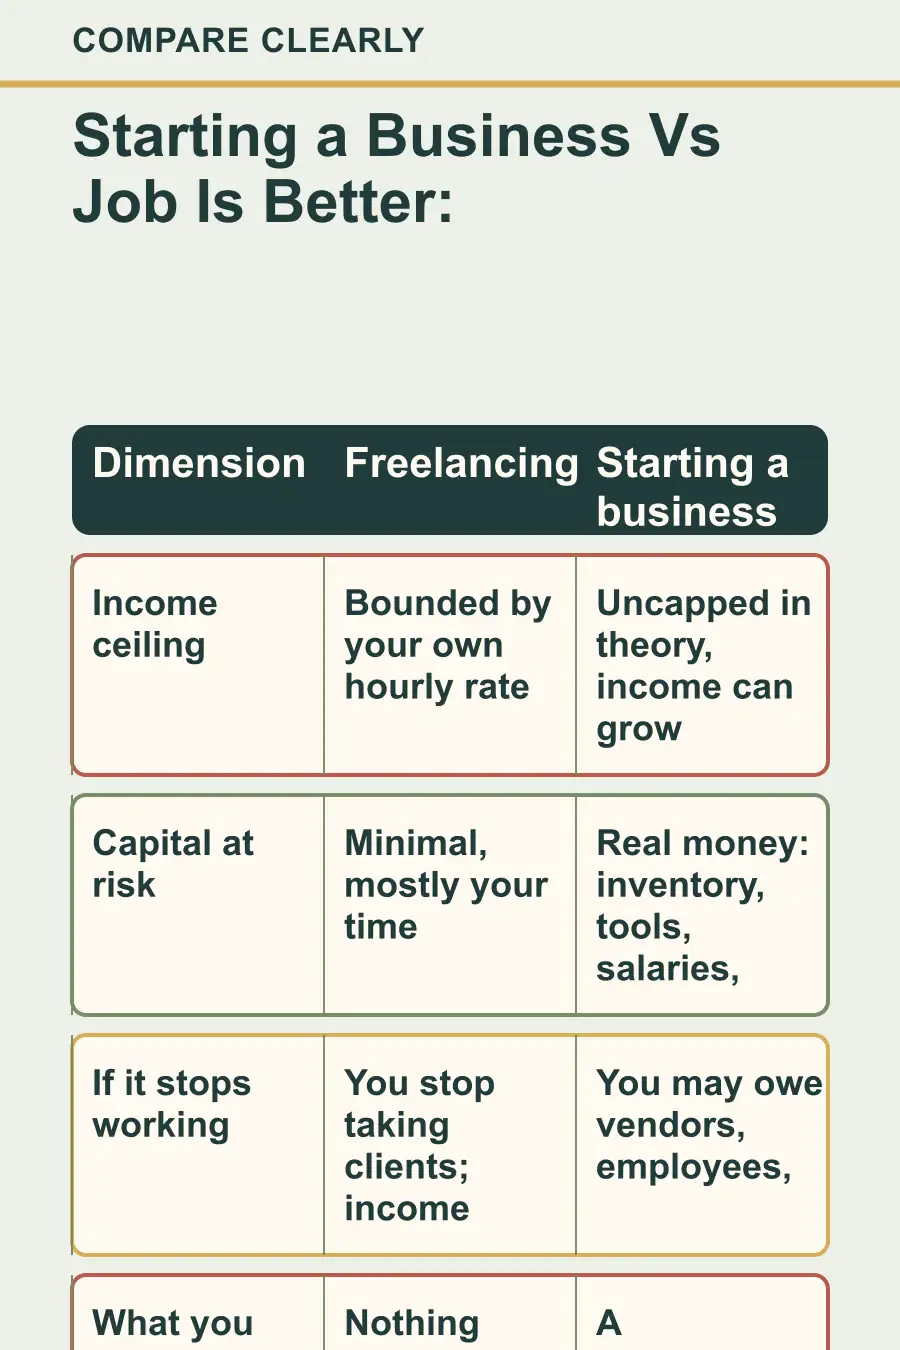 COMPARE CLEARLY
Starting a Business Vs
Job Is Better:
Dimension Freelancing Starting a
business
Income
ceiling
Bounded by
your own
hourly rate
Uncapped in
theory,
income can
grow
Capital at
risk
Minimal,
mostly your
time
Real money:
inventory,
tools,
salaries,
If it stops
working
You stop
taking
clients;
income
You may owe
vendors,
employees,
What you
Nothing
A